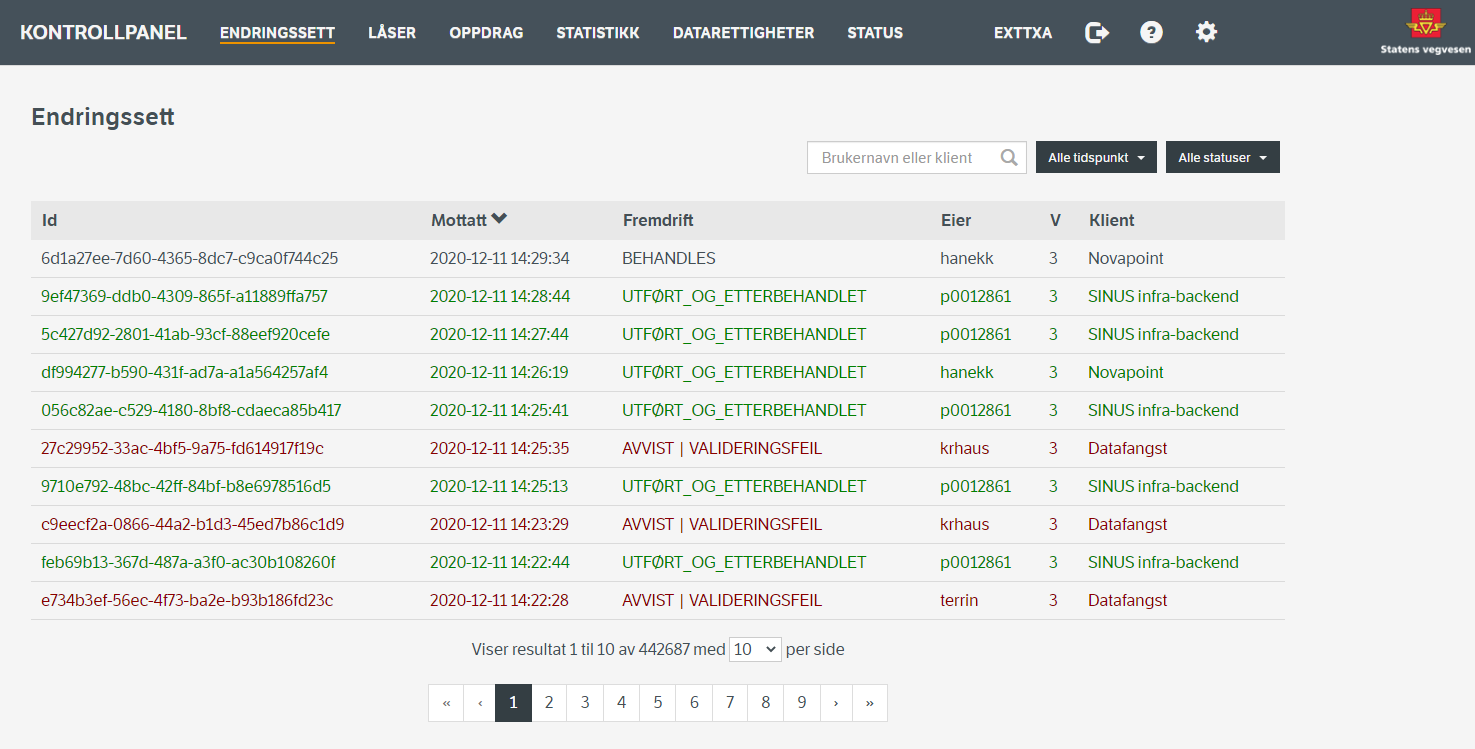 KONTROLLPANEL ENDRINGSSETT LÅSER OPPDRAG STATISTIKK DATARETTIGHETER STATUS EXTTXA ?
Statens vegvesen
Endringssett
Brukernavn eller klient Alle tidspunkt Alle statuser
Id Mottatt Fremdrift Eier V Klient
6d1a27ee-7d60-4365-8dc7-c9ca0f744c25 2020-12-11 14:29:34 BEHANDLES hanekk 3 Novapoint
9ef47369-ddb0-4309-865f-a11889ffa757 2020-12-11 14:28:44 UTFØRT_OG_ETTERBEHANDLET p0012861 3 SINUS infra-backend
5c427d92-2801-41ab-93cf-88eef920cefe 2020-12-11 14:27:44 UTFØRT_OG_ETTERBEHANDLET p0012861 3 SINUS infra-backend
df994277-b590-431f-ad7a-a1a564257af4 2020-12-11 14:26:19 UTFØRT_OG_ETTERBEHANDLET hanekk 3 Novapoint
056c82ae-c529-4180-8bf8-cdaeca85b417 2020-12-11 14:25:41 UTFØRT_OG_ETTERBEHANDLET p0012861 3 SINUS infra-backend
27c29952-33ac-4bf5-9a75-fd614917f19c 2020-12-11 14:25:35 AVVIST | VALIDERINGSFEIL krhaus 3 Datafangst
9710e792-48bc-42ff-84bf-b8e6978516d5 2020-12-11 14:25:13 UTFØRT_OG_ETTERBEHANDLET p0012861 3 SINUS infra-backend
c9eecf2a-0866-44a2-b1d3-45ed7b86c1d9 2020-12-11 14:23:29 AVVIST | VALIDERINGSFEIL krhaus 3 Datafangst
feb69b13-367d-487a-a3f0-ac30b108260f 2020-12-11 14:22:44 UTFØRT_OG_ETTERBEHANDLET p0012861 3 SINUS infra-backend
e734b3ef-56ec-4f73-ba2e-b93b186fd23c 2020-12-11 14:22:28 AVVIST | VALIDERINGSFEIL terrin 3 Datafangst
Viser resultat 1 til 10 av 442687 med 10 per side
« ‹ 1 2 3 4 5 6 7 8 9 › »